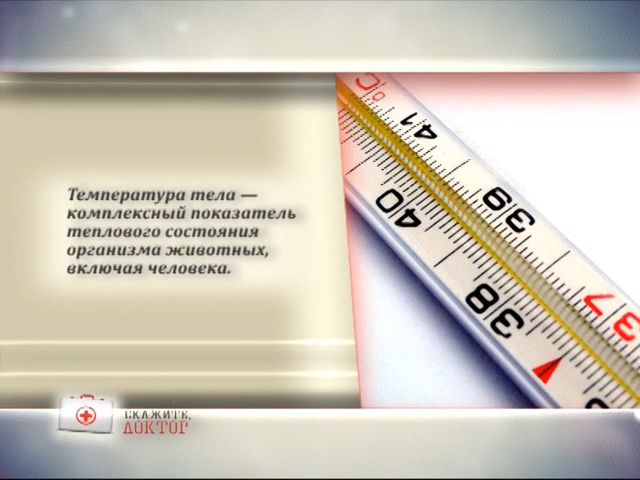 Температура тела —
комплексный показатель
теплового состояния
организма животных,
включая человека.
°C
41
40
39
38
37
СКАЖИТЕ,
ДОКТОР